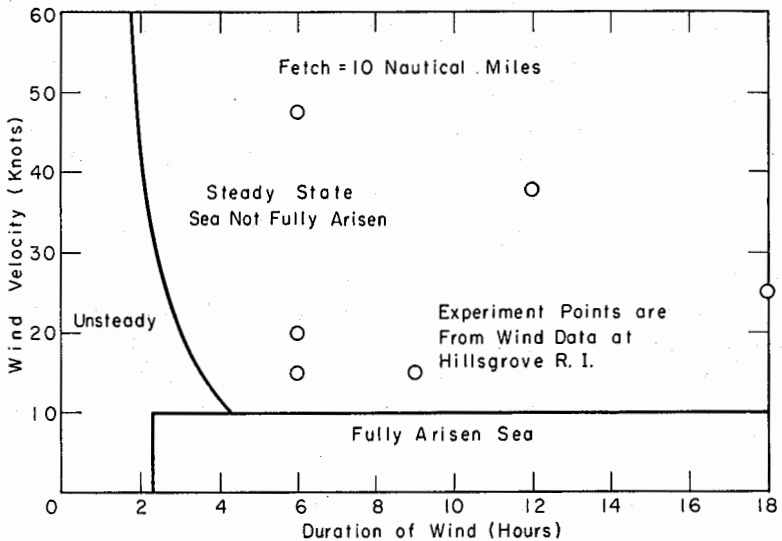 60
Fetch = 10 Nautical Miles
50
40
Steady State
Sea Not Fully Arisen
30
Wind Velocity (Knots)
Unsteady
Experiment Points are
From Wind Data at
Hillsgrove R. I.
20
10
Fully Arisen Sea
0 2 4 6 8 10 12 14 16 18
Duration of Wind (Hours)